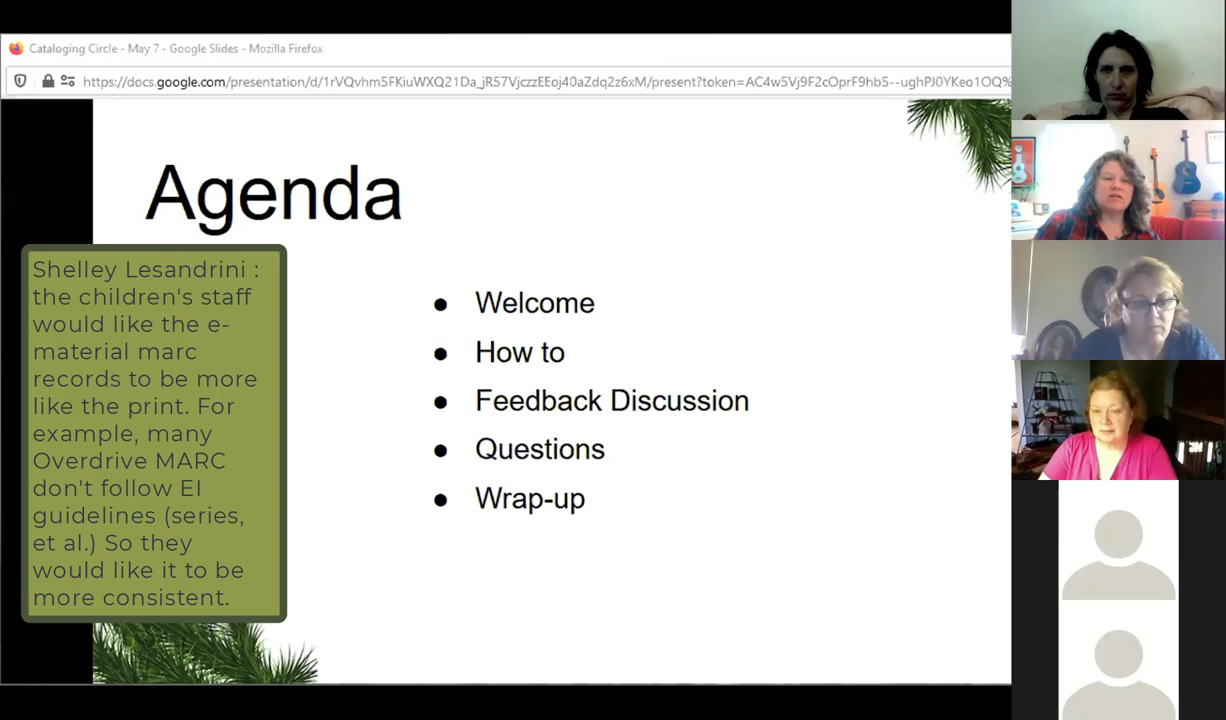 Cataloging Circle - May 7 - Google Slides - Mozilla Firefox
https://docs.google.com/presentation/d/1rVQvhm5FKiuWXQ21Da_jR57VjczzEEoj40aZdq2z6xM/present?token=AC4w5Vj9F2cOprF9hb5--ughPJ0YKeo1OQ%
Agenda
Shelley Lesandrini :
the children's staff
would like the e-
material marc
records to be more
like the print. For
example, many
Overdrive MARC
don't follow EI
guidelines (series,
et al.) So they
would like it to be
more consistent.
● Welcome
● How to
● Feedback Discussion
● Questions
● Wrap-up